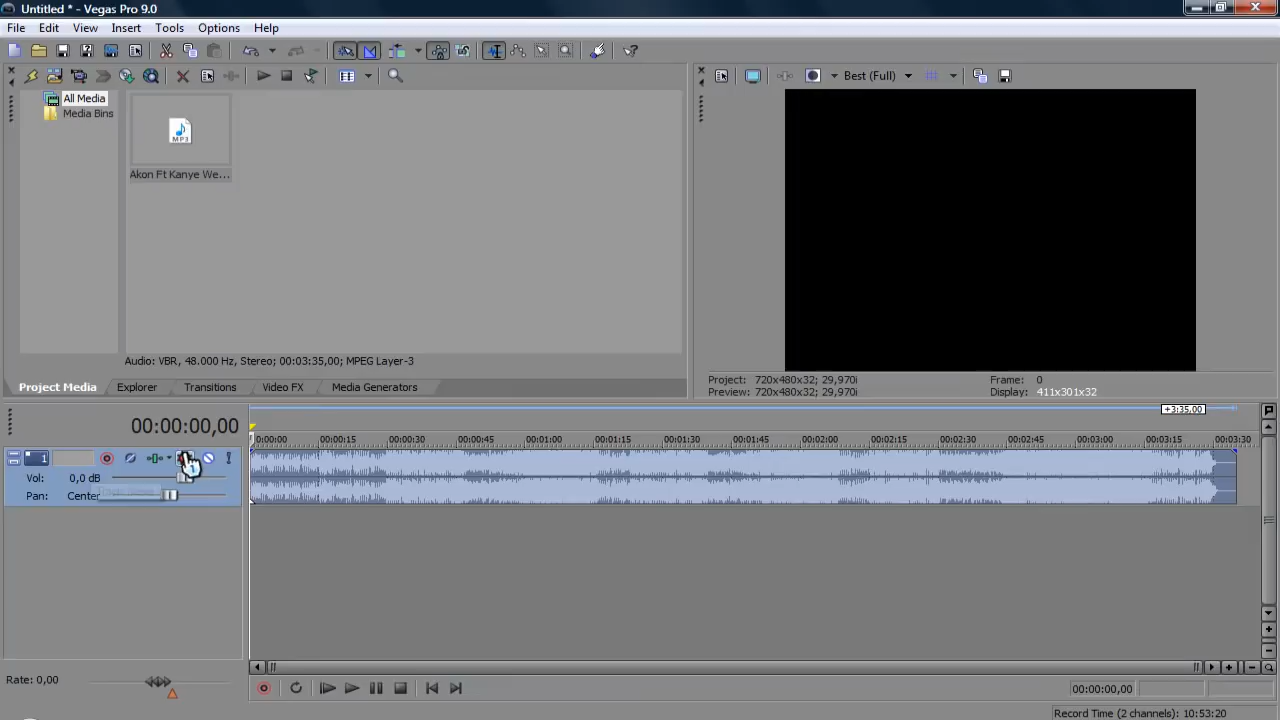 Untitled * - Vegas Pro 9.0
File Edit View Insert Tools Options Help
Best (Full)
All Media
Media Bins
MP3
Akon Ft Kanye We...
Audio: VBR, 48.000 Hz, Stereo; 00:03:35,00; MPEG Layer-3
Project Media Explorer Transitions Video FX Media Generators
Project: 720x480x32; 29,970i
Frame: 0
Preview: 720x480x32; 29,970i
Display: 411x301x32
00:00:00,00
+3:35.00
0:00:00 00:00:15 00:00:30 00:00:45 00:01:00 00:01:15 00:01:30 00:01:45 00:02:00 00:02:15 00:02:30 00:02:45 00:03:00 00:03:15 00:03:30
1
Vol: 0,0 dB
Pan: Center
Rate: 0,00
00:00:00,00
Record Time (2 channels): 10:53:20